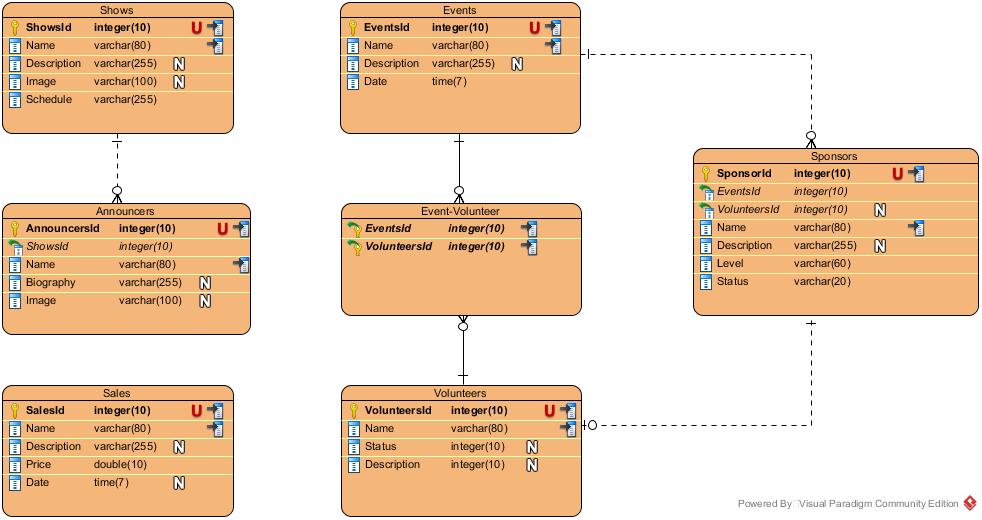 Shows
ShowsId integer(10) U
Name varchar(80)
Description varchar(255) N
Image varchar(100) N
Schedule varchar(255)
Events
EventsId integer(10) U
Name varchar(80)
Description varchar(255) N
Date time(7)
Sponsors
SponsorId integer(10) U
EventsId integer(10)
VolunteersId integer(10) N
Name varchar(80)
Description varchar(255) N
Level varchar(60)
Status varchar(20)
Announcers
AnnouncersId integer(10) U
ShowsId integer(10)
Name varchar(80)
Biography varchar(255) N
Image varchar(100) N
Event-Volunteer
EventsId integer(10)
VolunteersId integer(10)
Sales
SalesId integer(10) U
Name varchar(80)
Description varchar(255) N
Price double(10)
Date time(7) N
Volunteers
VolunteersId integer(10) U
Name varchar(80)
Status integer(10) N
Description integer(10) N
Powered By Visual Paradigm Community Edition